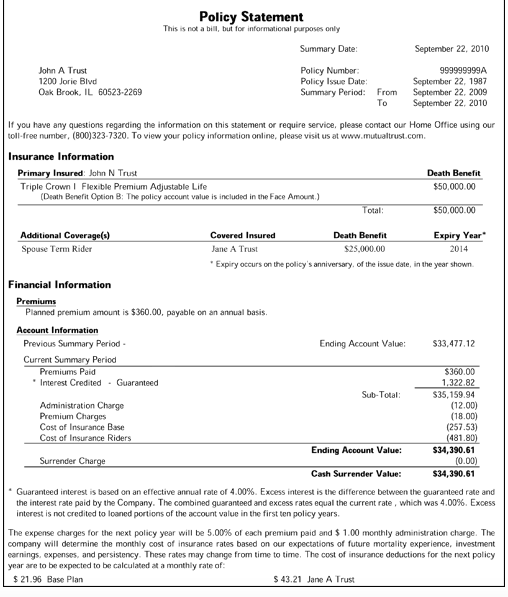 Policy Statement
This is not a bill, but for informational purposes only
Summary Date: September 22, 2010
John A Trust Policy Number: 999999999A
1200 Jorie Blvd Policy Issue Date: September 22, 1987
Oak Brook, IL 60523-2269 Summary Period: From September 22, 2009
To September 22, 2010
If you have any questions regarding the information on this statement or require service, please contact our Home Office using our
toll-free number, (800)323-7320. To view your policy information online, please visit us at www.mutualtrust.com.
Insurance Information
Primary Insured: John N Trust Death Benefit
Triple Crown I Flexible Premium Adjustable Life $50,000.00
(Death Benefit Option B: The policy account value is included in the Face Amount.)
Total: $50,000.00
Additional Coverage(s) Covered Insured Death Benefit Expiry Year*
Spouse Term Rider Jane A Trust $25,000.00 2014
* Expiry occurs on the policy's anniversary, of the issue date, in the year shown.
Financial Information
Premiums
Planned premium amount is $360.00, payable on an annual basis.
Account Information
Previous Summary Period - Ending Account Value: $33,477.12
Current Summary Period
Premiums Paid $360.00
* Interest Credited - Guaranteed 1,322.82
Sub-Total: $35,159.94
Administration Charge (12.00)
Premium Charges (18.00)
Cost of Insurance Base (257.53)
Cost of Insurance Riders (481.80)
Ending Account Value: $34,390.61
Surrender Charge (0.00)
Cash Surrender Value: $34,390.61
* Guaranteed interest is based on an effective annual rate of 4.00%. Excess interest is the difference between the guaranteed rate and
the interest rate paid by the Company. The combined guaranteed and excess rates equal the current rate , which was 4.00%. Excess
interest is not credited to loaned portions of the account value in the first ten policy years.
The expense charges for the next policy year will be 5.00% of each premium paid and $ 1.00 monthly administration charge. The
company will determine the monthly cost of insurance rates based on our expectations of future mortality experience, investment
earnings, expenses, and persistency. These rates may change from time to time. The cost of insurance deductions for the next policy
year are to be expected to be calculated at a monthly rate of:
$ 21.96 Base Plan $ 43.21 Jane A Trust